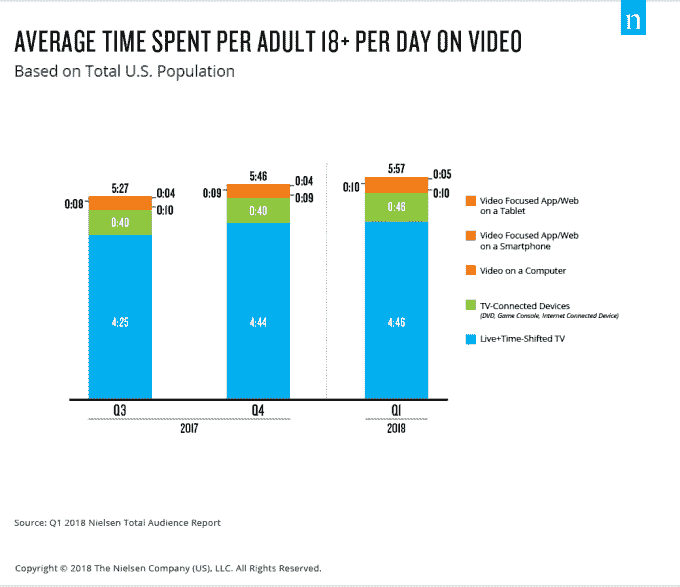 n
AVERAGE TIME SPENT PER ADULT 18+ PER DAY ON VIDEO
Based on Total U.S. Population
5:27
0:08
0:04
0:10
0:40
4:25
5:46
0:09
0:04
0:09
0:40
4:44
5:57
0:10
0:05
0:10
0:46
4:46
Q3
Q4
Q1
2017
2018
Video Focused App/Web
on a Tablet
Video Focused App/Web
on a Smartphone
Video on a Computer
TV-Connected Devices
(DVD, Game Console, Internet Connected Device)
Live+Time-Shifted TV
Source: Q1 2018 Nielsen Total Audience Report
Copyright © 2018 The Nielsen Company (US), LLC. All Rights Reserved.